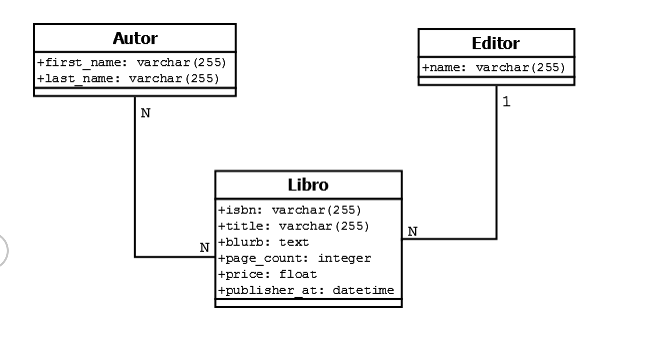 Autor
+first_name: varchar(255)
+last_name: varchar(255)
N
Editor
+name: varchar(255)
1
Libro
+isbn: varchar(255)
+title: varchar(255)
+blurb: text
+page_count: integer
+price: float
+publisher_at: datetime
N
N